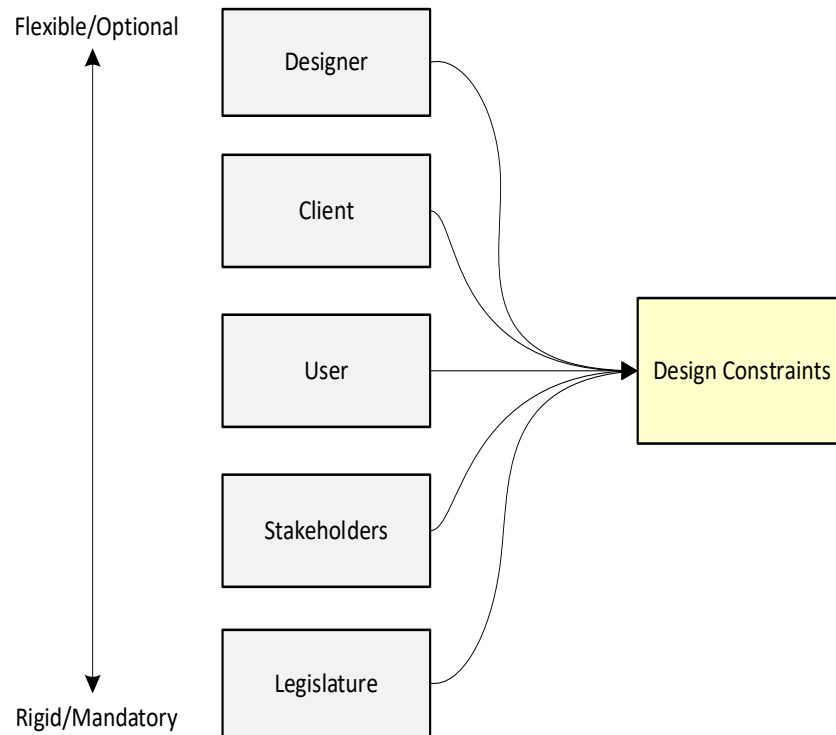 Flexible/Optional
Designer
Client
User
Design Constraints
Stakeholders
Legislature
Rigid/Mandatory